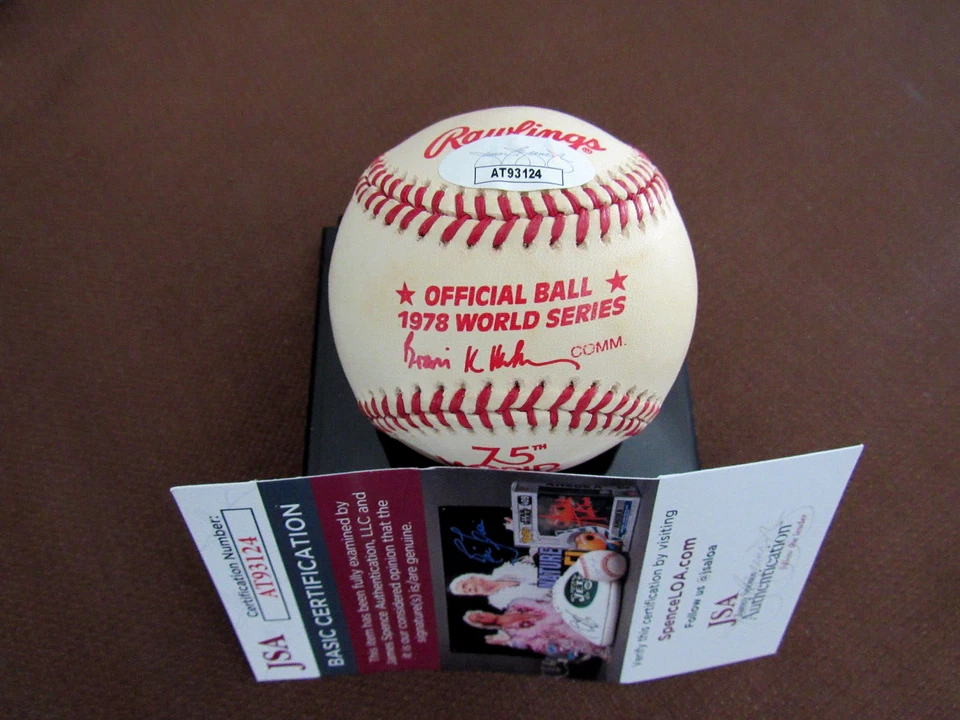 Rawlings®
AT93124
★ OFFICIAL BALL ★
1978 WORLD SERIES
COMM.
75TH
WORLD
Certification Number:
AT93124
JSA
BASIC CERTIFICATION
This item has been fully examined by
James Spence Authentication, LLC and
it is our considered opinion that the
signature(s) is/are genuine.
JETS
Verify this certification by visiting
SpenceLOA.com
Follow us @jsaloa
JSA
Authentication